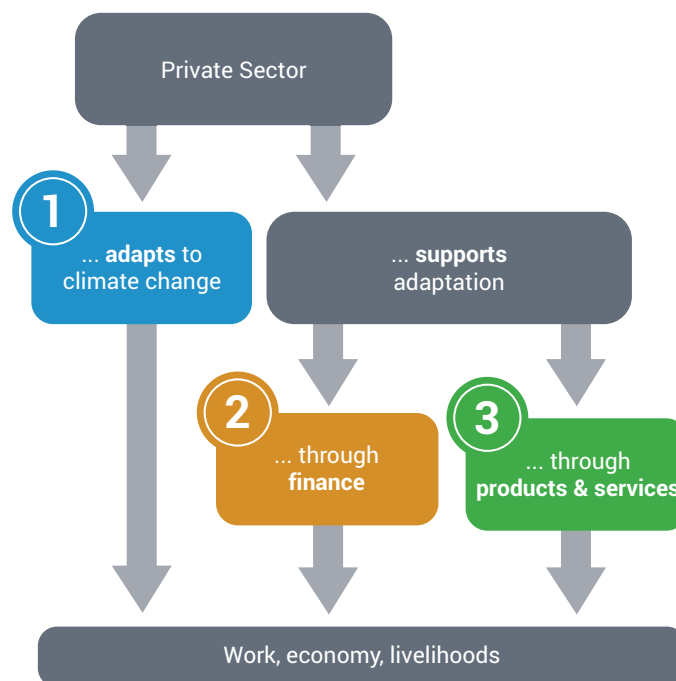 Private Sector
1
... adapts to
climate change
... supports
adaptation
2
... through
finance
3
... through
products & services
Work, economy, livelihoods